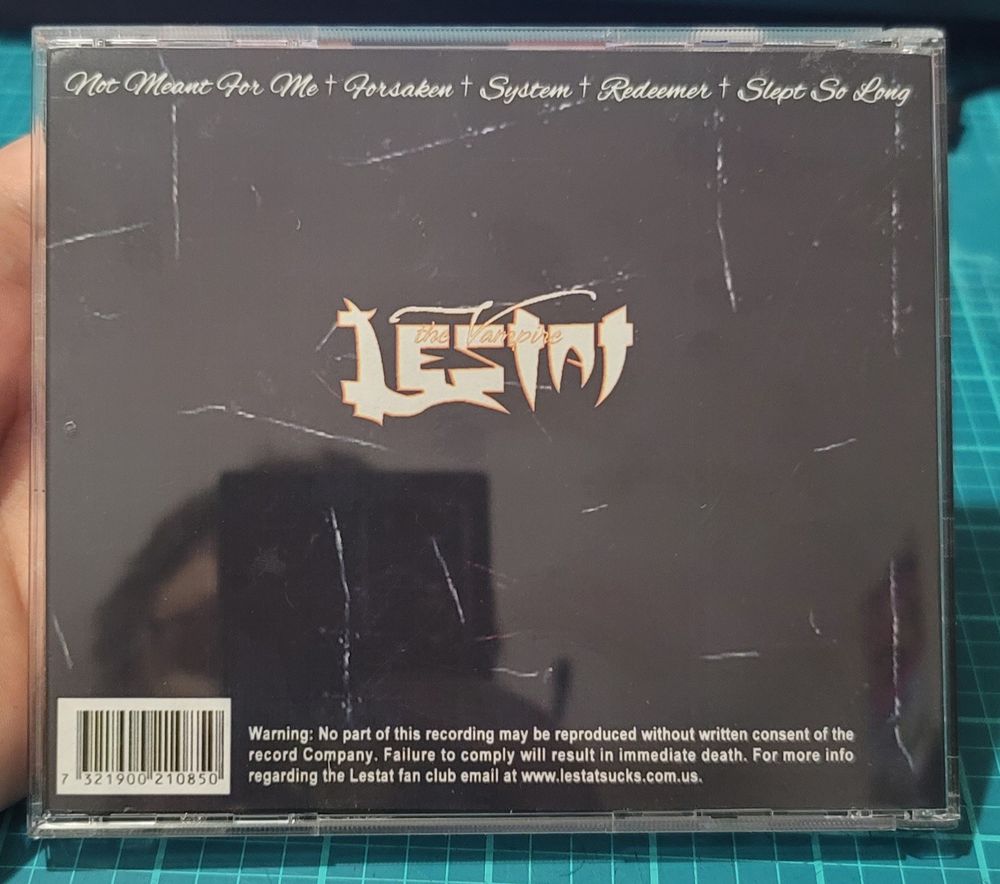 Not Meant For Me † Forsaken † System † Redeemer † Slept So Long
the Vampire
LESTAT
Warning: No part of this recording may be reproduced without written consent of the
record Company. Failure to comply will result in immediate death. For more info
regarding the Lestat fan club email at www.lestatsucks.com.us.
7 321900 210850